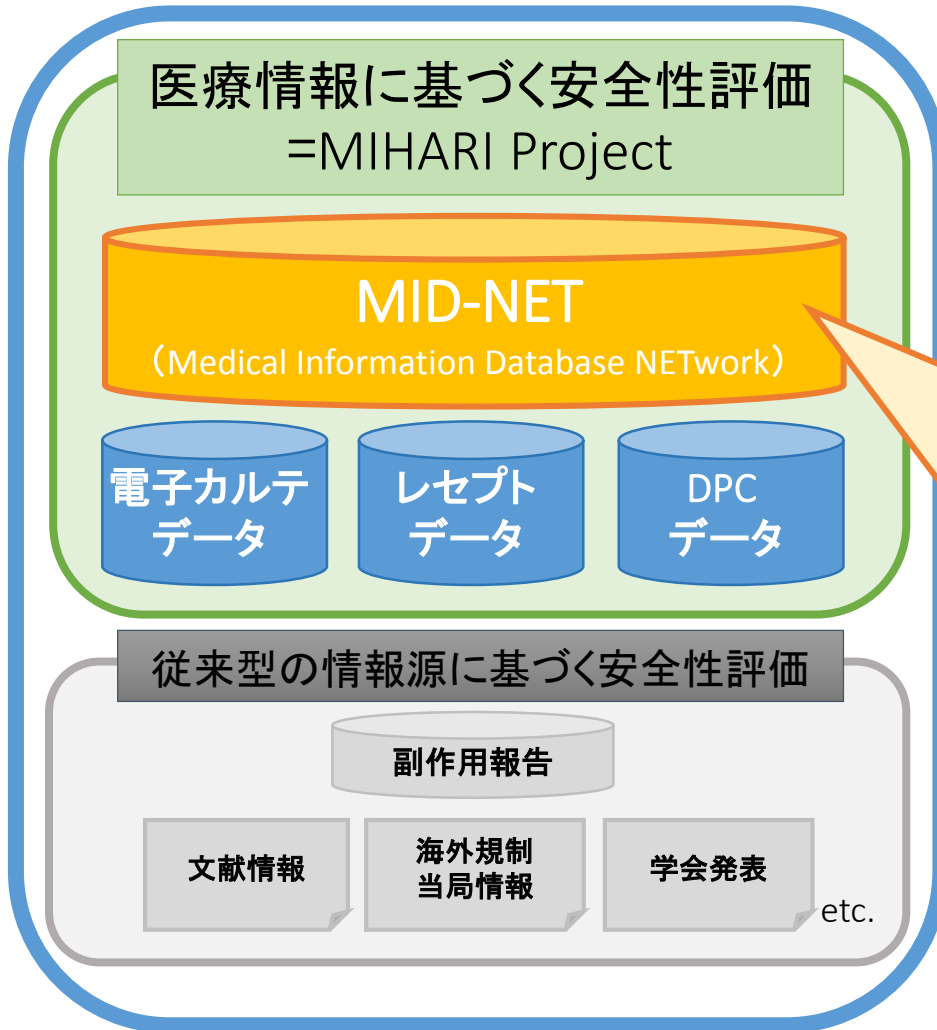 医療情報に基づく安全性評価
=MIHARI Project
MID-NET
（Medical Information Database NETwork）
電子カルテ
データ
レセプト
データ
DPC
データ
従来型の情報源に基づく安全性評価
副作用報告
文献情報
海外規制
当局情報
学会発表
etc.